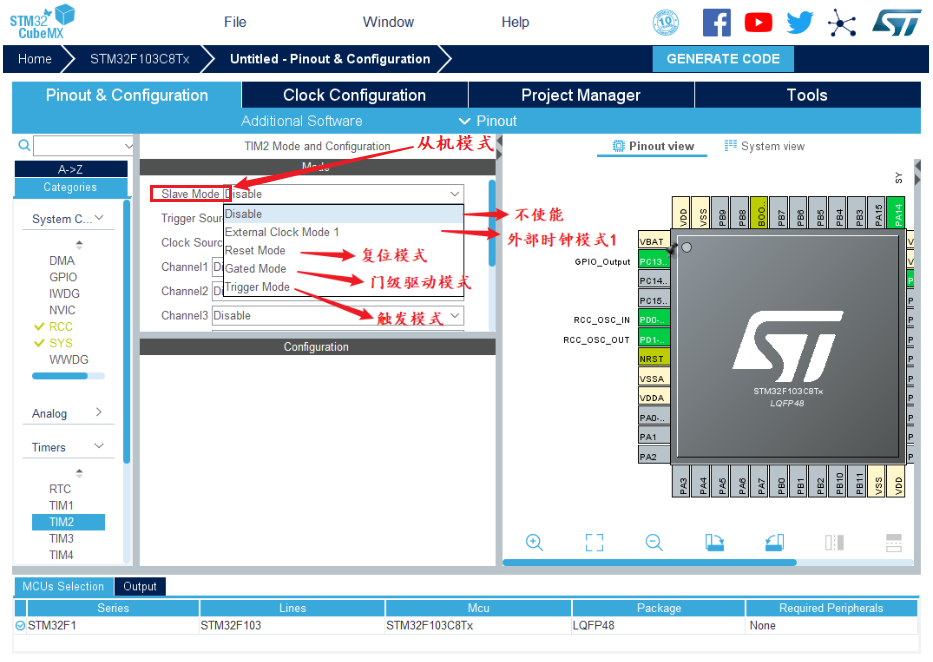 STM32
CubeMX
File
Window
Help
10
ST
Home
STM32F103C8Tx
Untitled - Pinout & Configuration
GENERATE CODE
Pinout & Configuration
Clock Configuration
Project Manager
Tools
Additional Software
Pinout
A->Z
Categories
System C...
DMA
GPIO
IWDG
NVIC
RCC
SYS
WWDG
Analog
Timers
RTC
TIM1
TIM2
TIM3
TIM4
TIM2 Mode and Configuration
从机模式
Mode
Slave Mode Disable
Trigger Sour
Disable
不使能
External Clock Mode 1
外部时钟模式1
Clock Sourc
Reset Mode
复位模式
Channel1 Di
Gated Mode
门级驱动模式
Channel2 Di
Trigger Mode
触发模式
Channel3 Disable
Configuration
Pinout view
System view
SY
VDD
VSS
PB9
PB8
BOO..
PB7
PB6
PB5
PB4
PB3
PA15
PA14
VBAT
GPIO_Output PC13..
PC14..
PC15..
RCC_OSC_IN PD0-..
RCC_OSC_OUT PD1-..
NRST
VSSA
VDDA
PA0-..
PA1
PA2
V
V
P
P
P
P
P
P
P
P
P
P
ST
STM32F103C8Tx
LQFP48
PA3
PA4
PA5
PA6
PA7
PB0
PB1
PB2
PB10
PB11
VSS
VDD
MCUs Selection
Output
Series Lines Mcu Package Required Peripherals
STM32F1 STM32F103 STM32F103C8Tx LQFP48 None